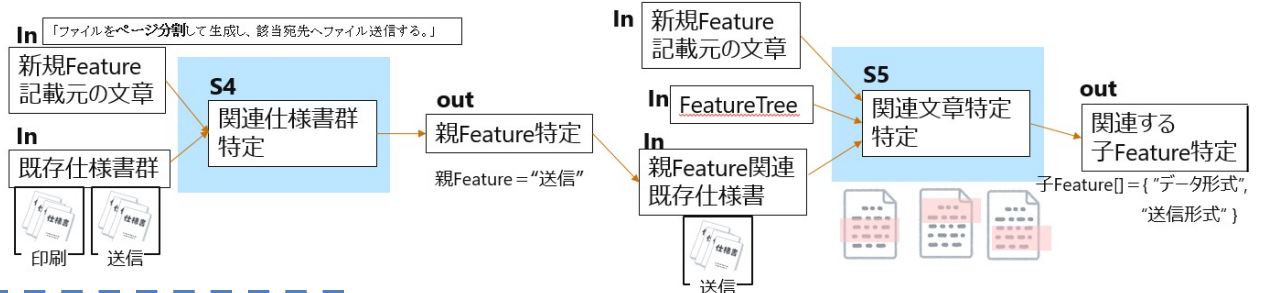 In
「ファイルをページ分割して生成し、該当宛先へファイル送信する。」
新規Feature
記載元の文章
In
既存仕様書群
仕様書
仕様書
印刷
送信
S4
関連仕様書群
特定
out
親Feature特定
親Feature＝“送信”
In
新規Feature
記載元の文章
In
FeatureTree
In
親Feature関連
既存仕様書
仕様書
送信
S5
関連文章特定
特定
out
関連する
子Feature特定
子Feature[]＝{ “データ形式”,
“送信形式” }